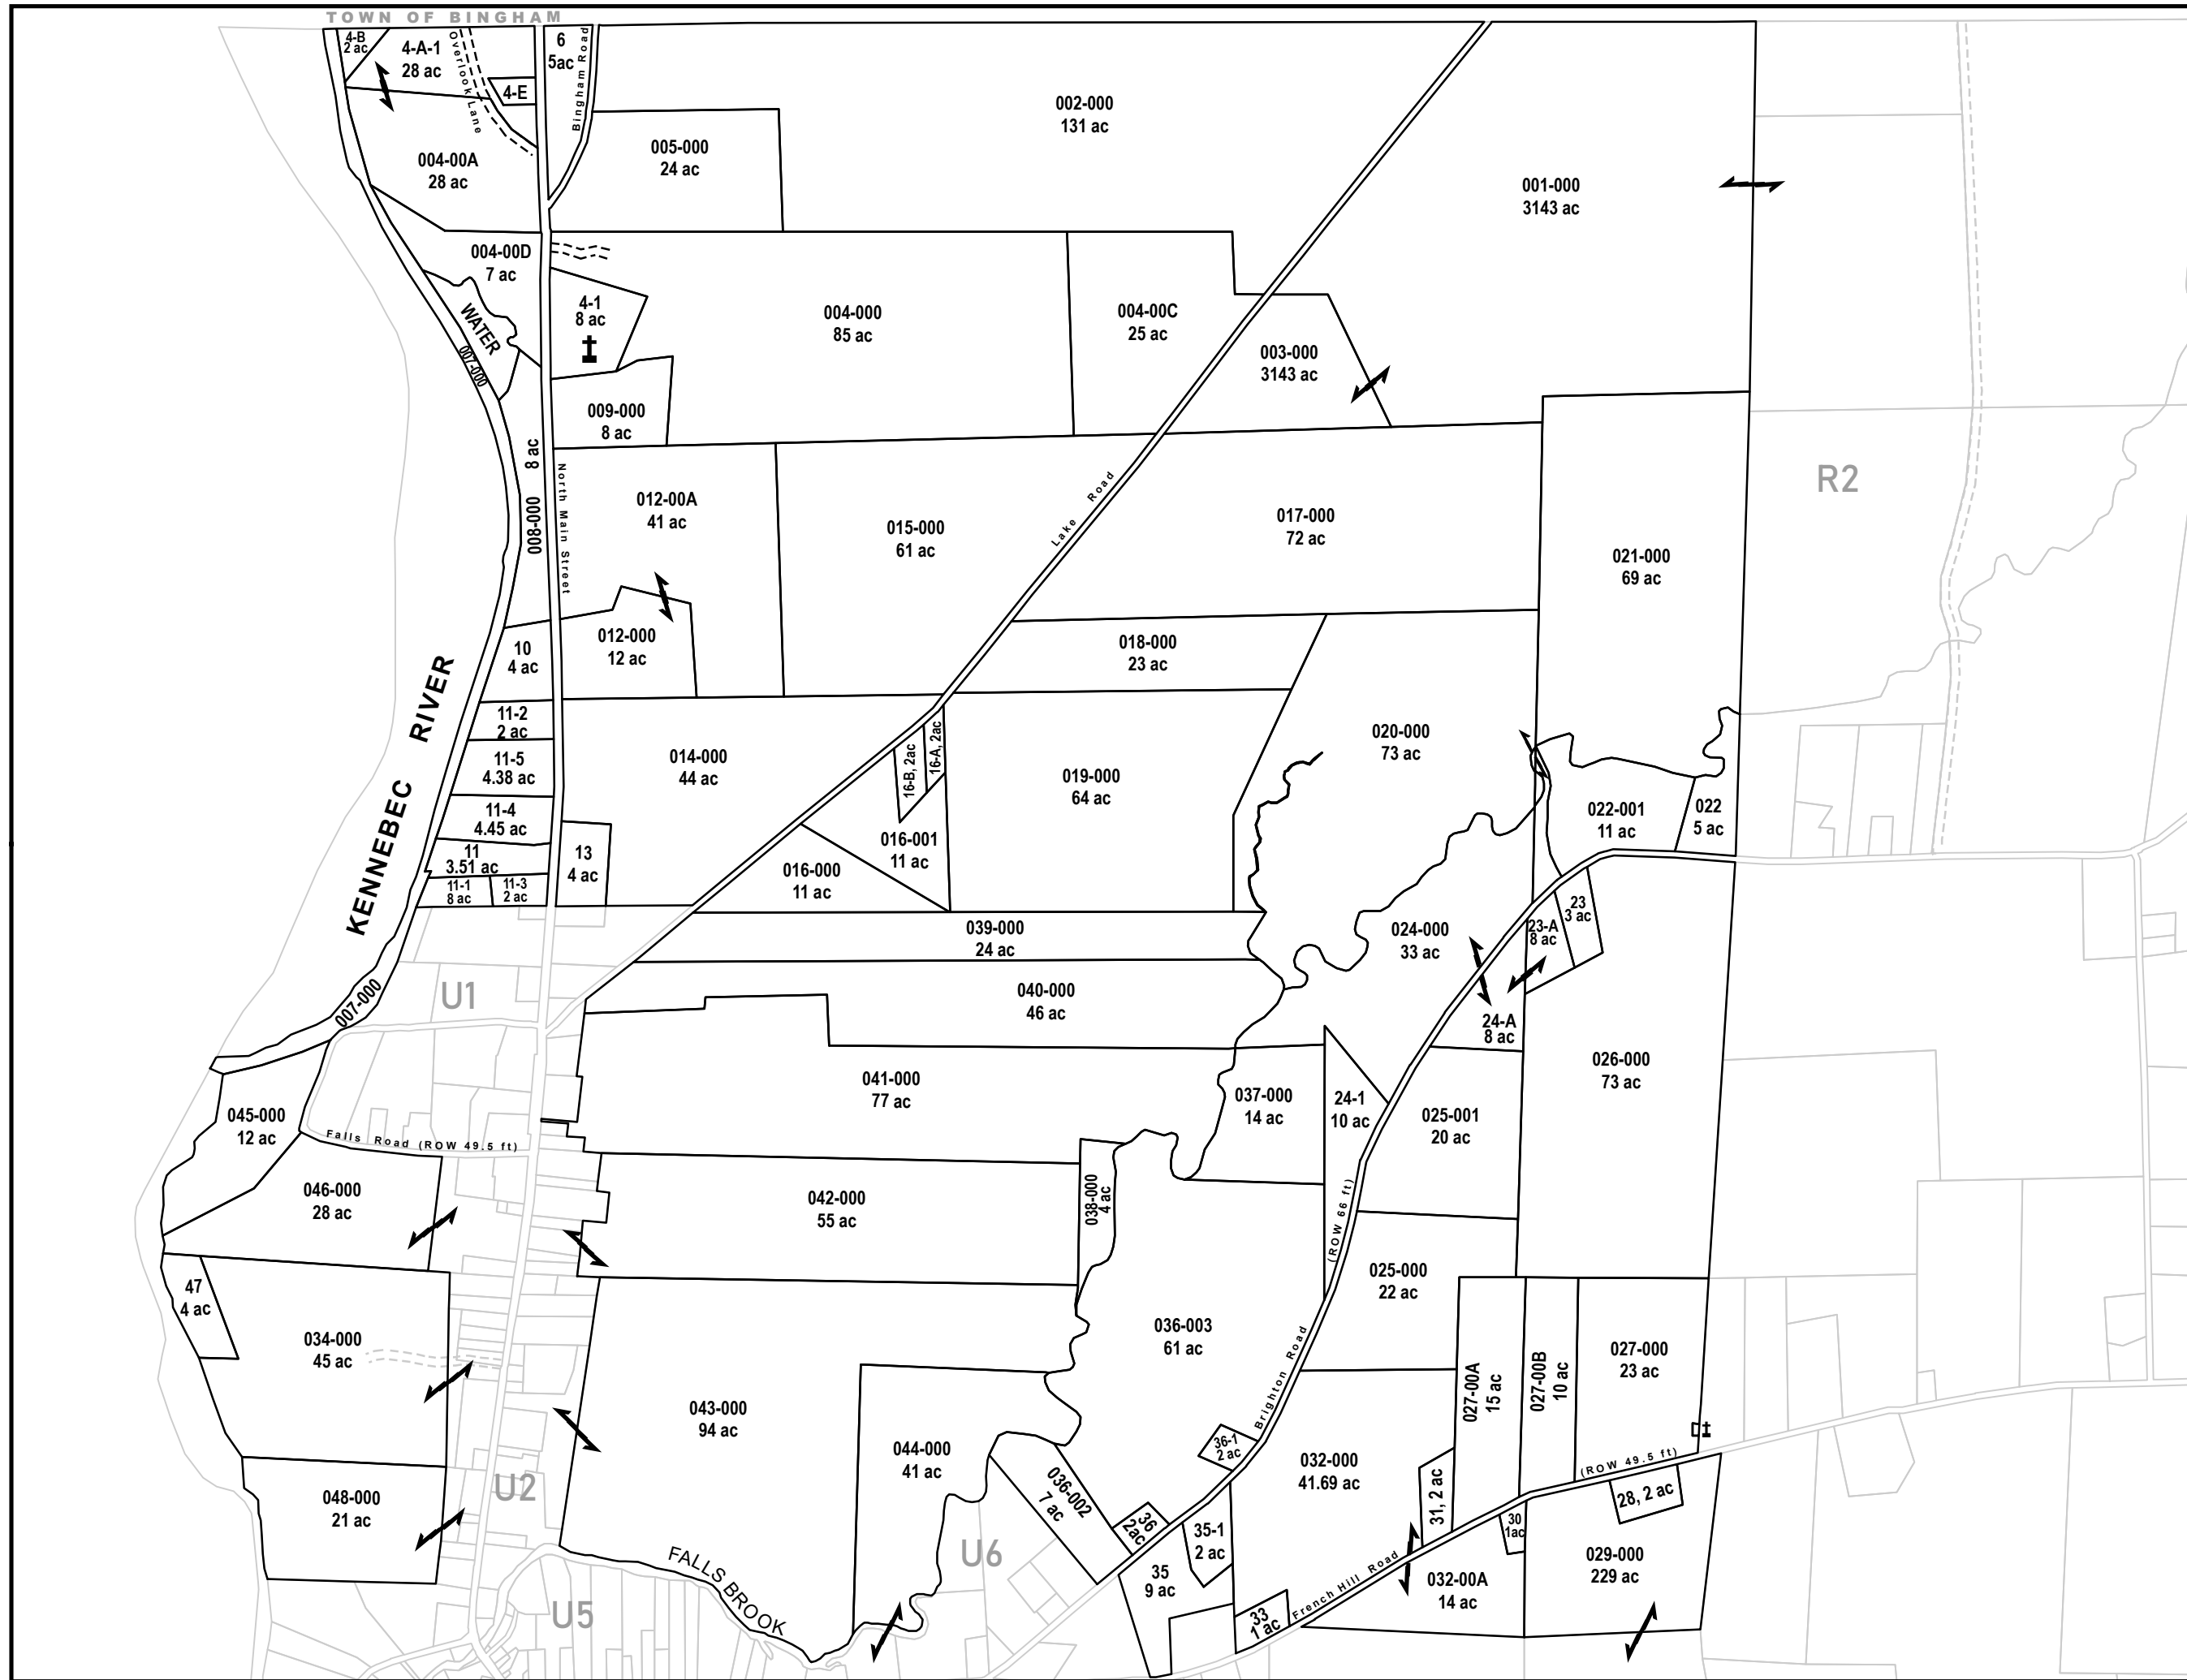 TOWN OF BINGHAM
4-B
2 ac
4-A-1
28 ac
Overlook Lane
4-E
6
5ac
Bingham Road
002-000
131 ac
005-000
24 ac
004-00A
28 ac
001-000
3143 ac
004-00D
7 ac
WATER
007-000
4-1
8 ac
004-000
85 ac
004-00C
25 ac
003-000
3143 ac
009-000
8 ac
008-000
8 ac
North Main Street
012-00A
41 ac
015-000
61 ac
Lake Road
017-000
72 ac
021-000
69 ac
R2
10
4 ac
012-000
12 ac
018-000
23 ac
KENNEBEC RIVER
11-2
2 ac
11-5
4.38 ac
11-4
4.45 ac
11
3.51 ac
11-1
8 ac
11-3
2 ac
13
4 ac
014-000
44 ac
16-B, 2ac
16-A, 2ac
016-001
11 ac
016-000
11 ac
019-000
64 ac
020-000
73 ac
022-001
11 ac
022
5 ac
23
3 ac
23-A
8 ac
024-000
33 ac
039-000
24 ac
040-000
46 ac
24-A
8 ac
007-000
U1
026-000
73 ac
041-000
77 ac
037-000
14 ac
24-1
10 ac
025-001
20 ac
045-000
12 ac
Falls Road (ROW 49.5 ft)
046-000
28 ac
042-000
55 ac
038-000
4 ac
(ROW 66 ft)
025-000
22 ac
47
4 ac
034-000
45 ac
036-003
61 ac
Brighton Road
027-00A
15 ac
027-00B
10 ac
027-000
23 ac
043-000
94 ac
044-000
41 ac
36-1
2 ac
032-000
41.69 ac
31, 2 ac
(ROW 49.5 ft)
28, 2 ac
048-000
21 ac
U2
036-002
7 ac
36
2ac
35-1
2 ac
30
1ac
U6
35
9 ac
029-000
229 ac
FALLS BROOK
French Hill Road
032-00A
14 ac
33
1 ac
U5